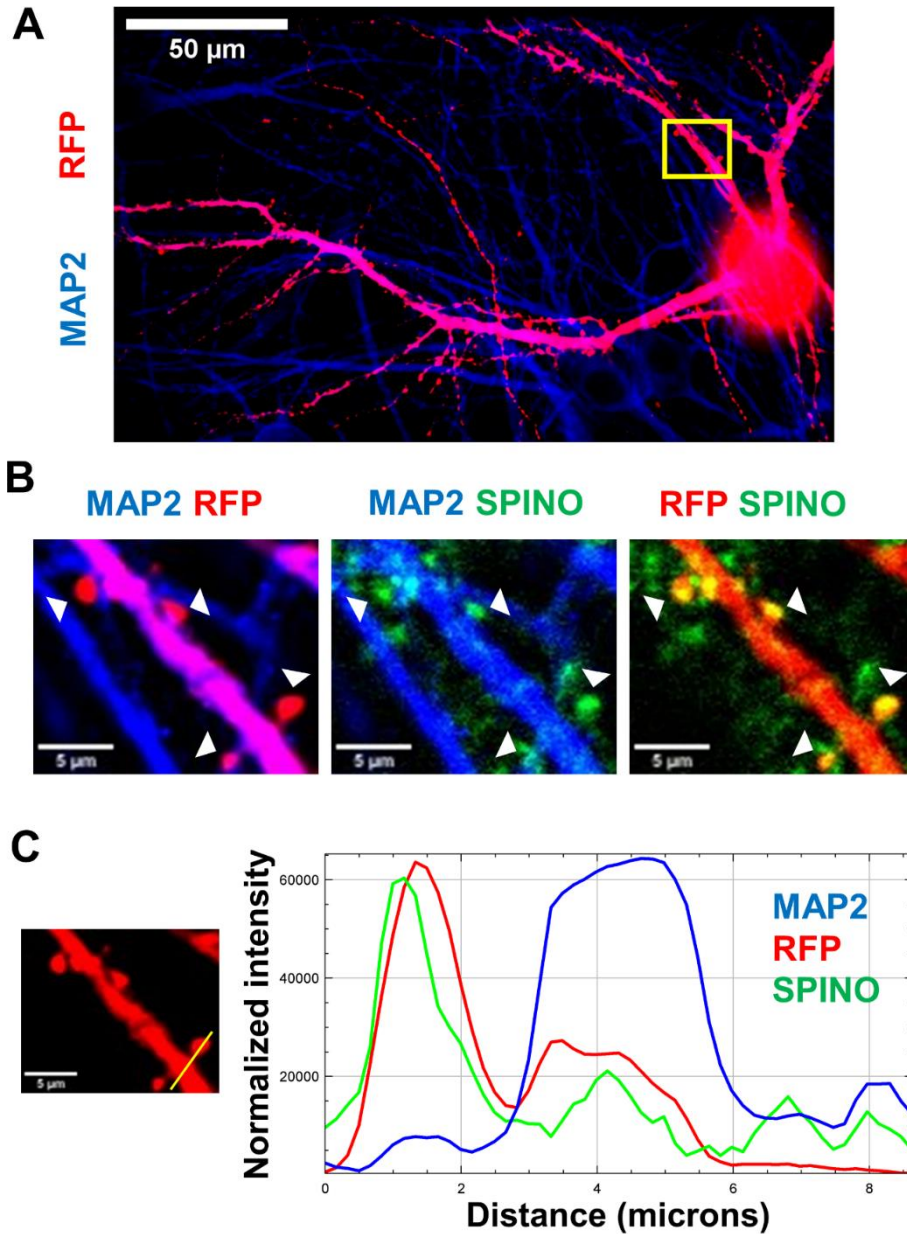 A
50 µm
RFP
MAP2
B
MAP2 RFP
MAP2 SPINO
RFP SPINO
5 µm
5 µm
5 µm
C
5 µm
Normalized intensity
60000
40000
20000
MAP2
RFP
SPINO
0
2
4
6
8
Distance (microns)